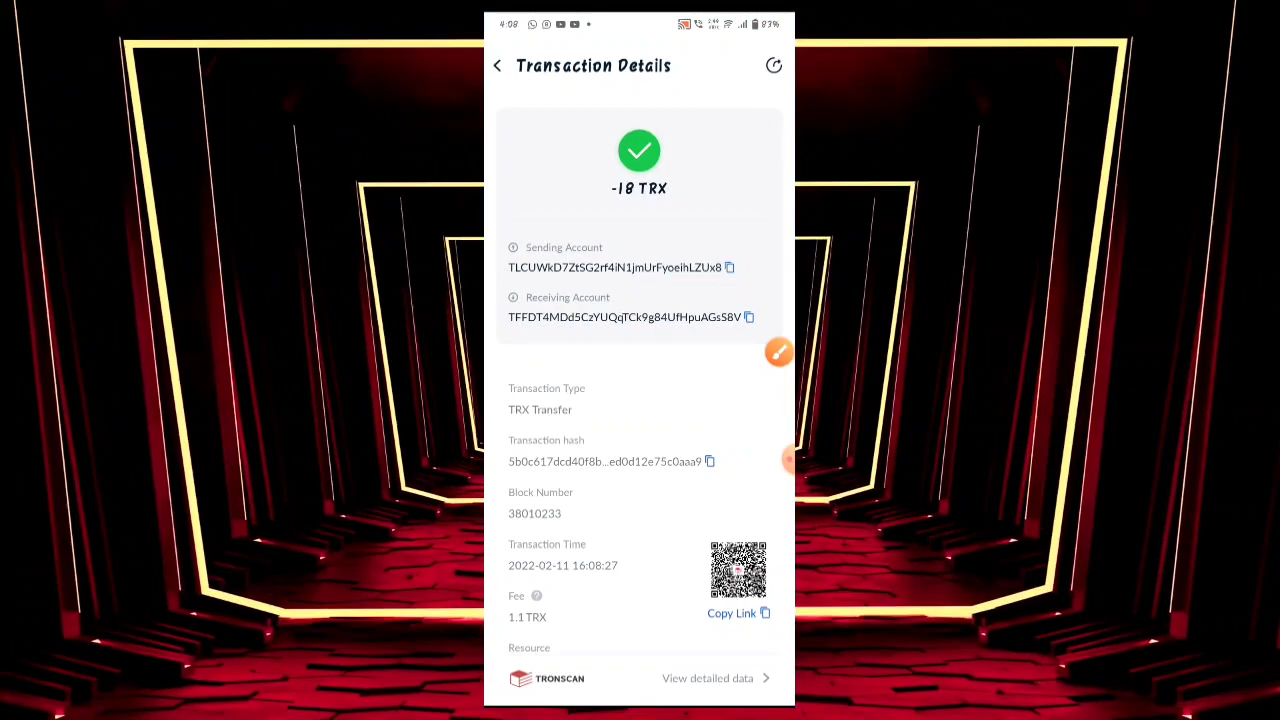 4:08 83%
Transaction Details
-18 TRX
Sending Account
TLCUWkD7ZtSG2rf4iN1jmUrFyoeihLZUx8
Receiving Account
TFFDT4MDd5CzYUQqTCk9g84UfHpuAGsS8V
Transaction Type
TRX Transfer
Transaction hash
5b0c617dcd40f8b...ed0d12e75c0aaa9
Block Number
38010233
Transaction Time
2022-02-11 16:08:27
Fee ?
1.1 TRX
Copy Link
Resource
TRONSCAN View detailed data